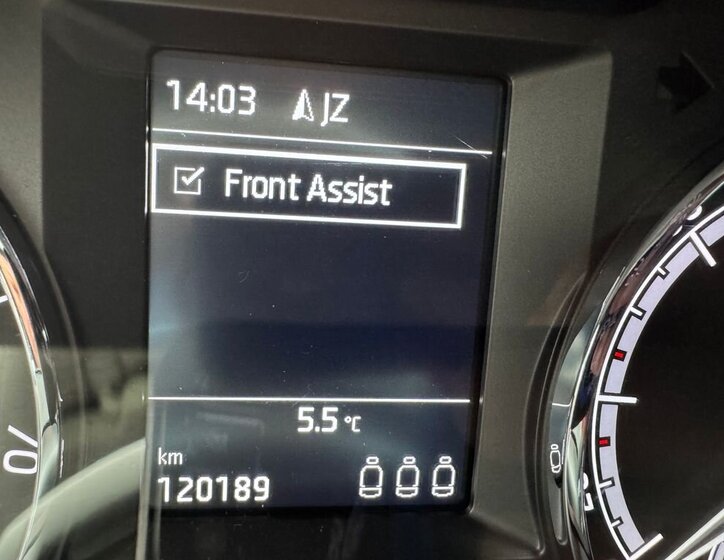 14:03 JZ
Front Assist
5.5 °C
km
120189